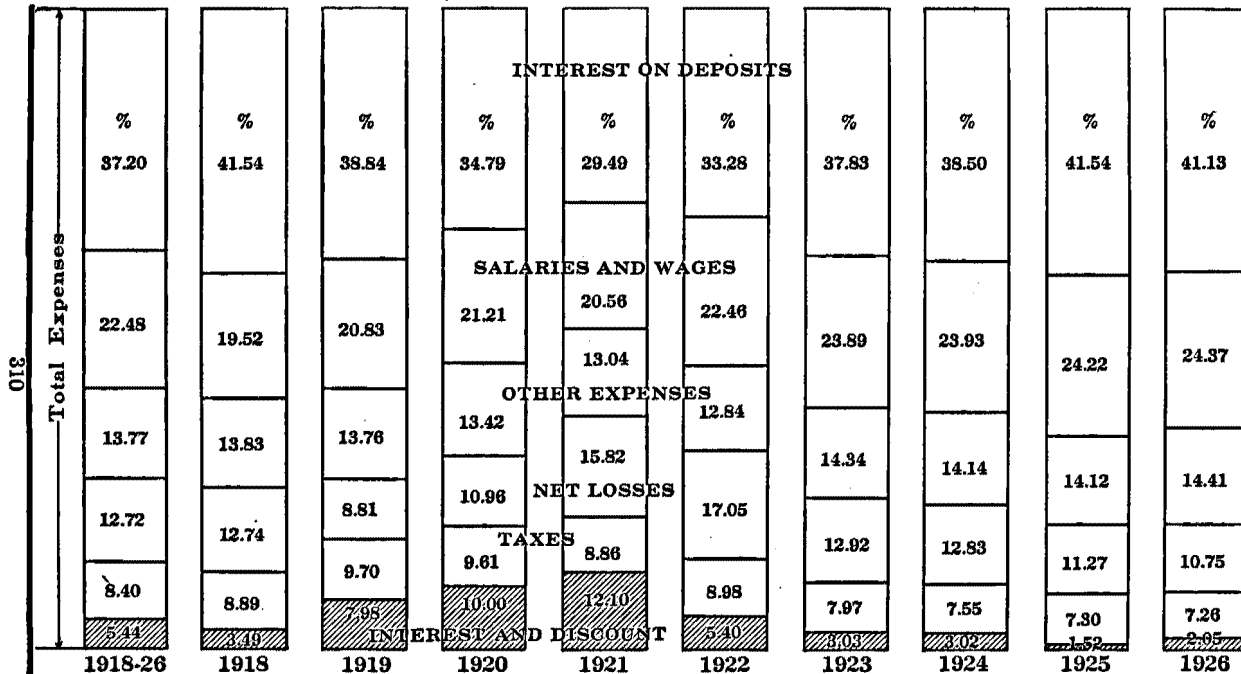 INTEREST ON DEPOSITS
% % % % % % % % % %
37.20 41.54 38.84 34.79 29.49 33.28 37.83 38.50 41.54 41.13
SALARIES AND WAGES
22.48 19.52 20.83 21.21 20.56 22.46 23.89 23.93 24.22 24.37
OTHER EXPENSES
13.77 13.83 13.76 13.42 13.04 12.84 14.34 14.14 14.12 14.41
NET LOSSES
12.72 12.74 8.81 10.96 15.82 17.05 12.92 12.83 11.27 10.75
TAXES
8.40 8.89 9.70 9.61 8.86 8.98 7.97 7.55 7.30 7.26
INTEREST AND DISCOUNT
5.44 3.49 7.98 10.00 12.10 5.40 3.03 3.02 1.52 2.05
1918-26 1918 1919 1920 1921 1922 1923 1924 1925 1926
Total Expenses
310